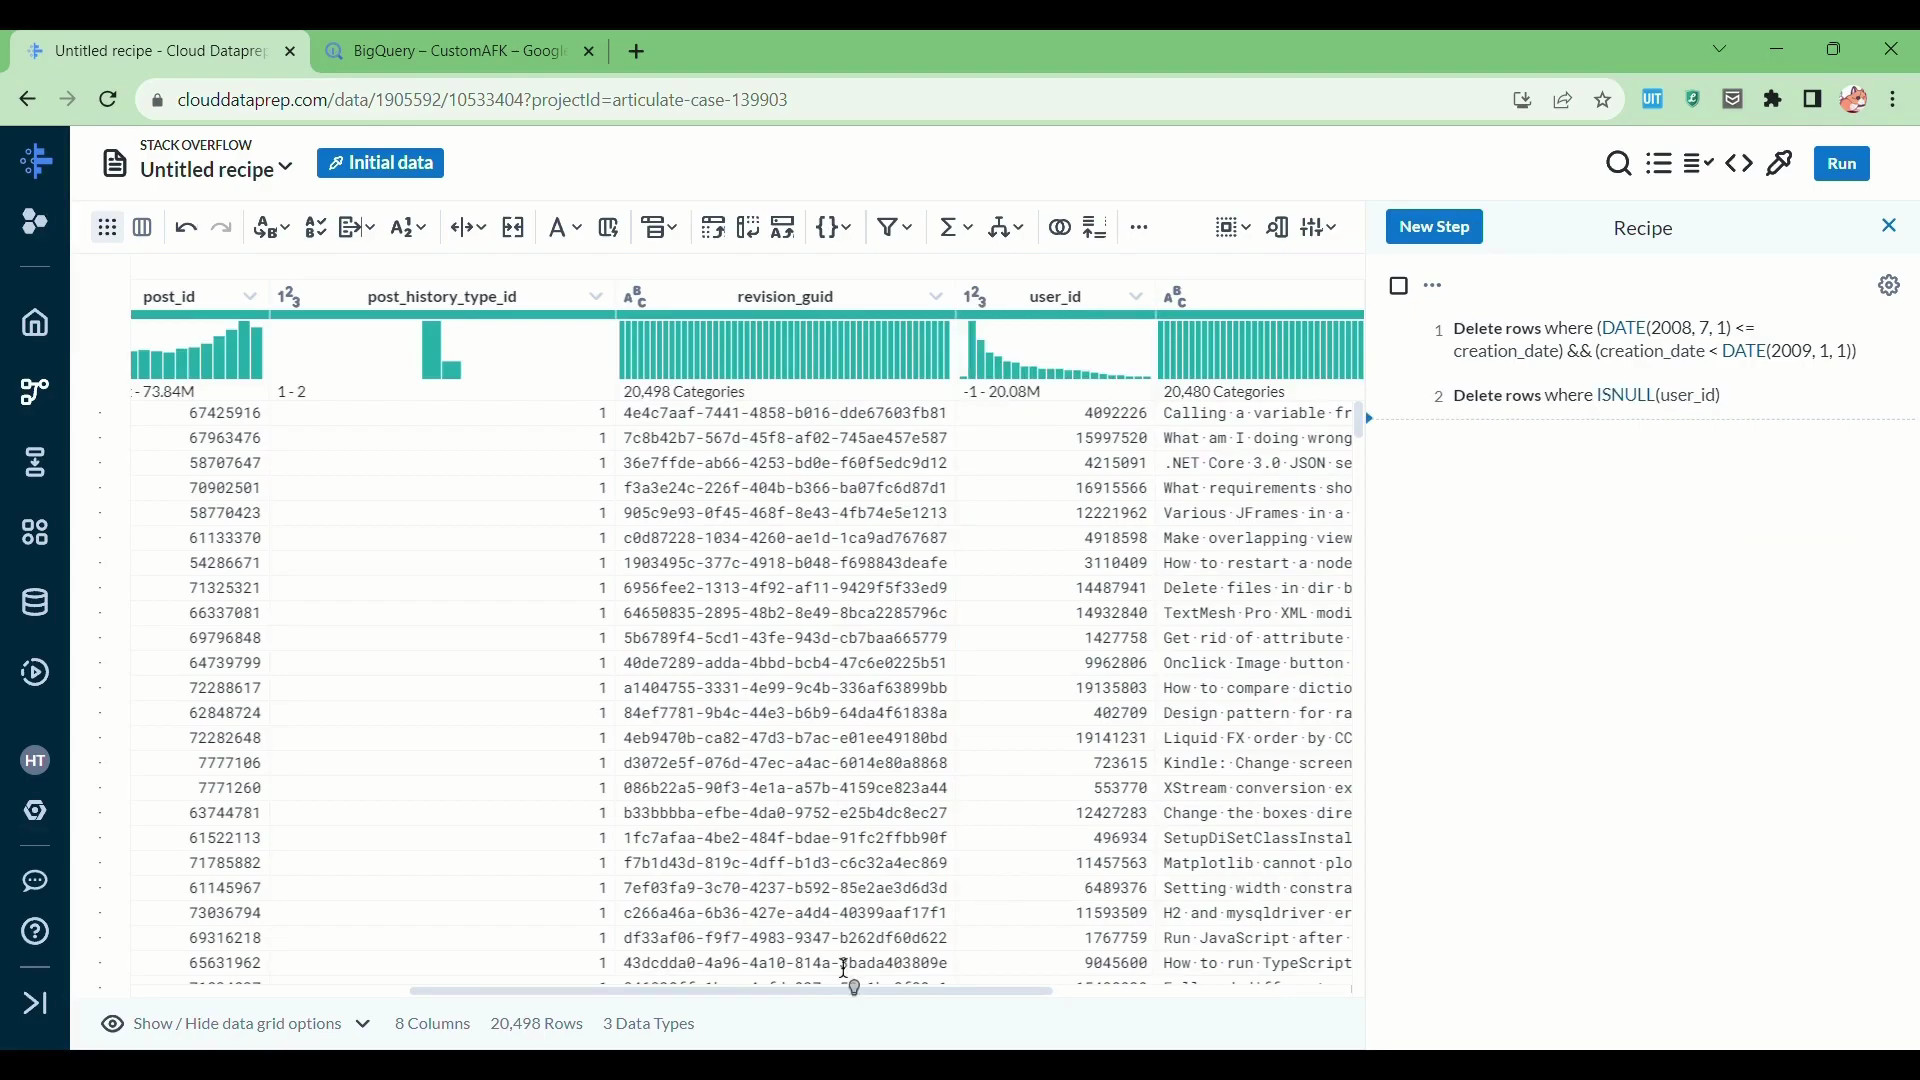 Untitled recipe - Cloud Dataprep
BigQuery – CustomAFK – Google
clouddataprep.com/data/1905592/10533404?projectId=articulate-case-139903
UIT
STACK OVERFLOW
Untitled recipe
Initial data
Run
New Step
Recipe
post_id
123
post_history_type_id
ABC
revision_guid
123
user_id
ABC
- 73.84M
1 - 2
20,498 Categories
-1 - 20.08M
20,480 Categories
1 Delete rows where (DATE(2008, 7, 1) <=
creation_date) && (creation_date < DATE(2009, 1, 1))
2 Delete rows where ISNULL(user_id)
67425916 1 4e4c7aaf-7441-4858-b016-dde67603fb81 4092226 Calling·a·variable·fr
67963476 1 7c8b42b7-567d-45f8-af02-745ae457e587 15997520 What·am·I·doing·wrong
58707647 1 36e7ffde-ab66-4253-bd0e-f60f5edc9d12 4215091 .NET·Core·3.0·JSON·se
70902501 1 f3a3e24c-226f-404b-b366-ba07fc6d87d1 16915566 What·requirements·sho
58770423 1 905c9e93-0f45-468f-8e43-4fb74e5e1213 12221962 Various·JFrames·in·a·
61133370 1 c0d87228-1034-4260-ae1d-1ca9ad767687 4918598 Make·overlapping·view
54286671 1 1903495c-377c-4918-b048-f698843deafe 3110409 How·to·restart·a·node
71325321 1 6956fee2-1313-4f92-af11-9429f5f33ed9 14487941 Delete·files·in·dir·b
66337081 1 64650835-2895-48b2-8e49-8bca2285796c 14932840 TextMesh·Pro·XML·modi
69796848 1 5b6789f4-5cd1-43fe-943d-cb7baa665779 1427758 Get·rid·of·attribute·
64739799 1 40de7289-adda-4bbd-bcb4-47c6e0225b51 9962806 Onclick·Image·button·
72288617 1 a1404755-3331-4e99-9c4b-336af63899bb 19135803 How·to·compare·dictio
62848724 1 84ef7781-9b4c-44e3-b6b9-64da4f61838a 402709 Design·pattern·for·ra
72282648 1 4eb9470b-ca82-47d3-b7ac-e01ee49180bd 19141231 Liquid·FX·order·by·CC
7777106 1 d3072e5f-076d-47ec-a4ac-6014e80a8868 723615 Kindle:·Change·screen
7771260 1 086b22a5-90f3-4e1a-a57b-4159ce823a44 553770 XStream·conversion·ex
63744781 1 b33bbbba-efbe-4da0-9752-e25b4dc8ec27 12427283 Change·the·boxes·dire
61522113 1 1fc7afaa-4be2-484f-bdae-91fc2ffbb90f 496934 SetupDiSetClassInstal
71785882 1 f7b1d43d-819c-4dff-b1d3-c6c32a4ec869 11457563 Matplotlib·cannot·plo
61145967 1 7ef03fa9-3c70-4237-b592-85e2ae3d6d3d 6489376 Setting·width·constra
73036794 1 c266a46a-6b36-427e-a4d4-40399aaf17f1 11593509 H2·and·mysqldriver·er
69316218 1 df33af06-f9f7-4983-9347-b262df60d622 1767759 Run·JavaScript·after·
65631962 1 43dcdda0-4a96-4a10-814a-3bada403809e 9045600 How·to·run·TypeScript
HT
Show / Hide data grid options
8 Columns
20,498 Rows
3 Data Types